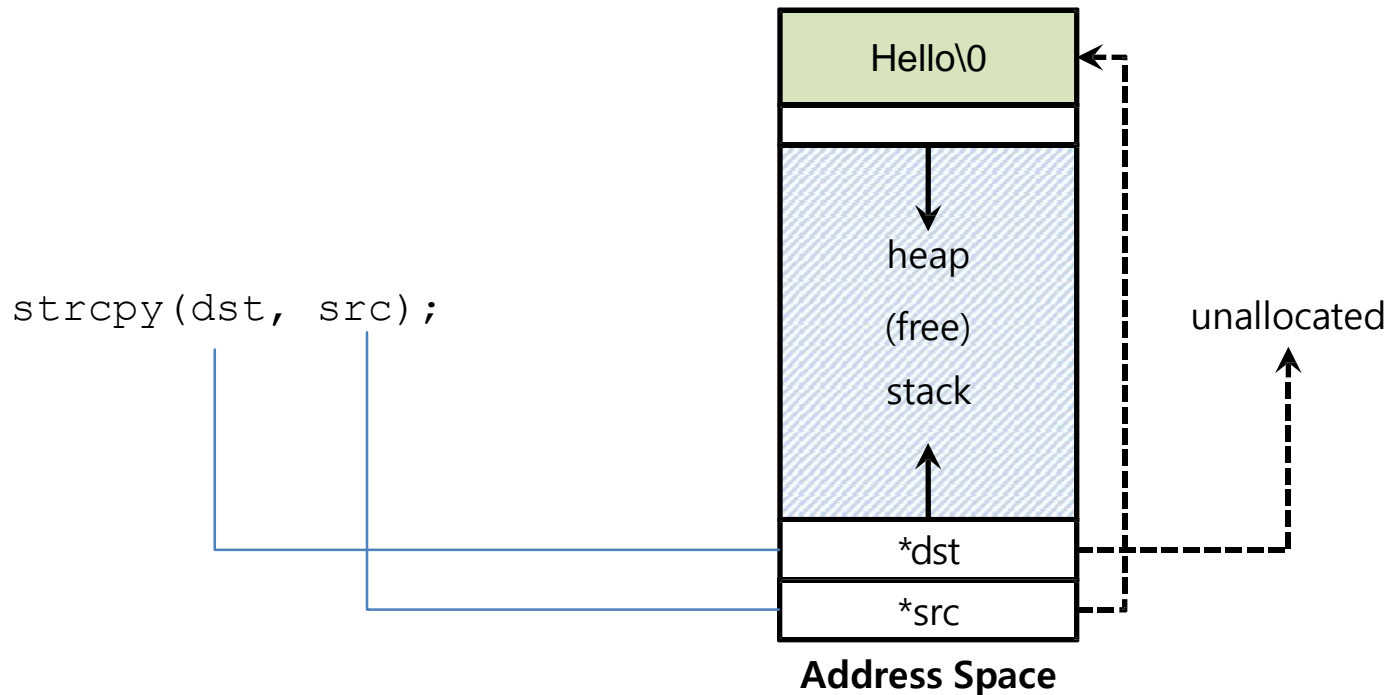 Hello\0
heap
(free)
stack
strcpy(dst, src);
unallocated
*dst
*src
Address Space